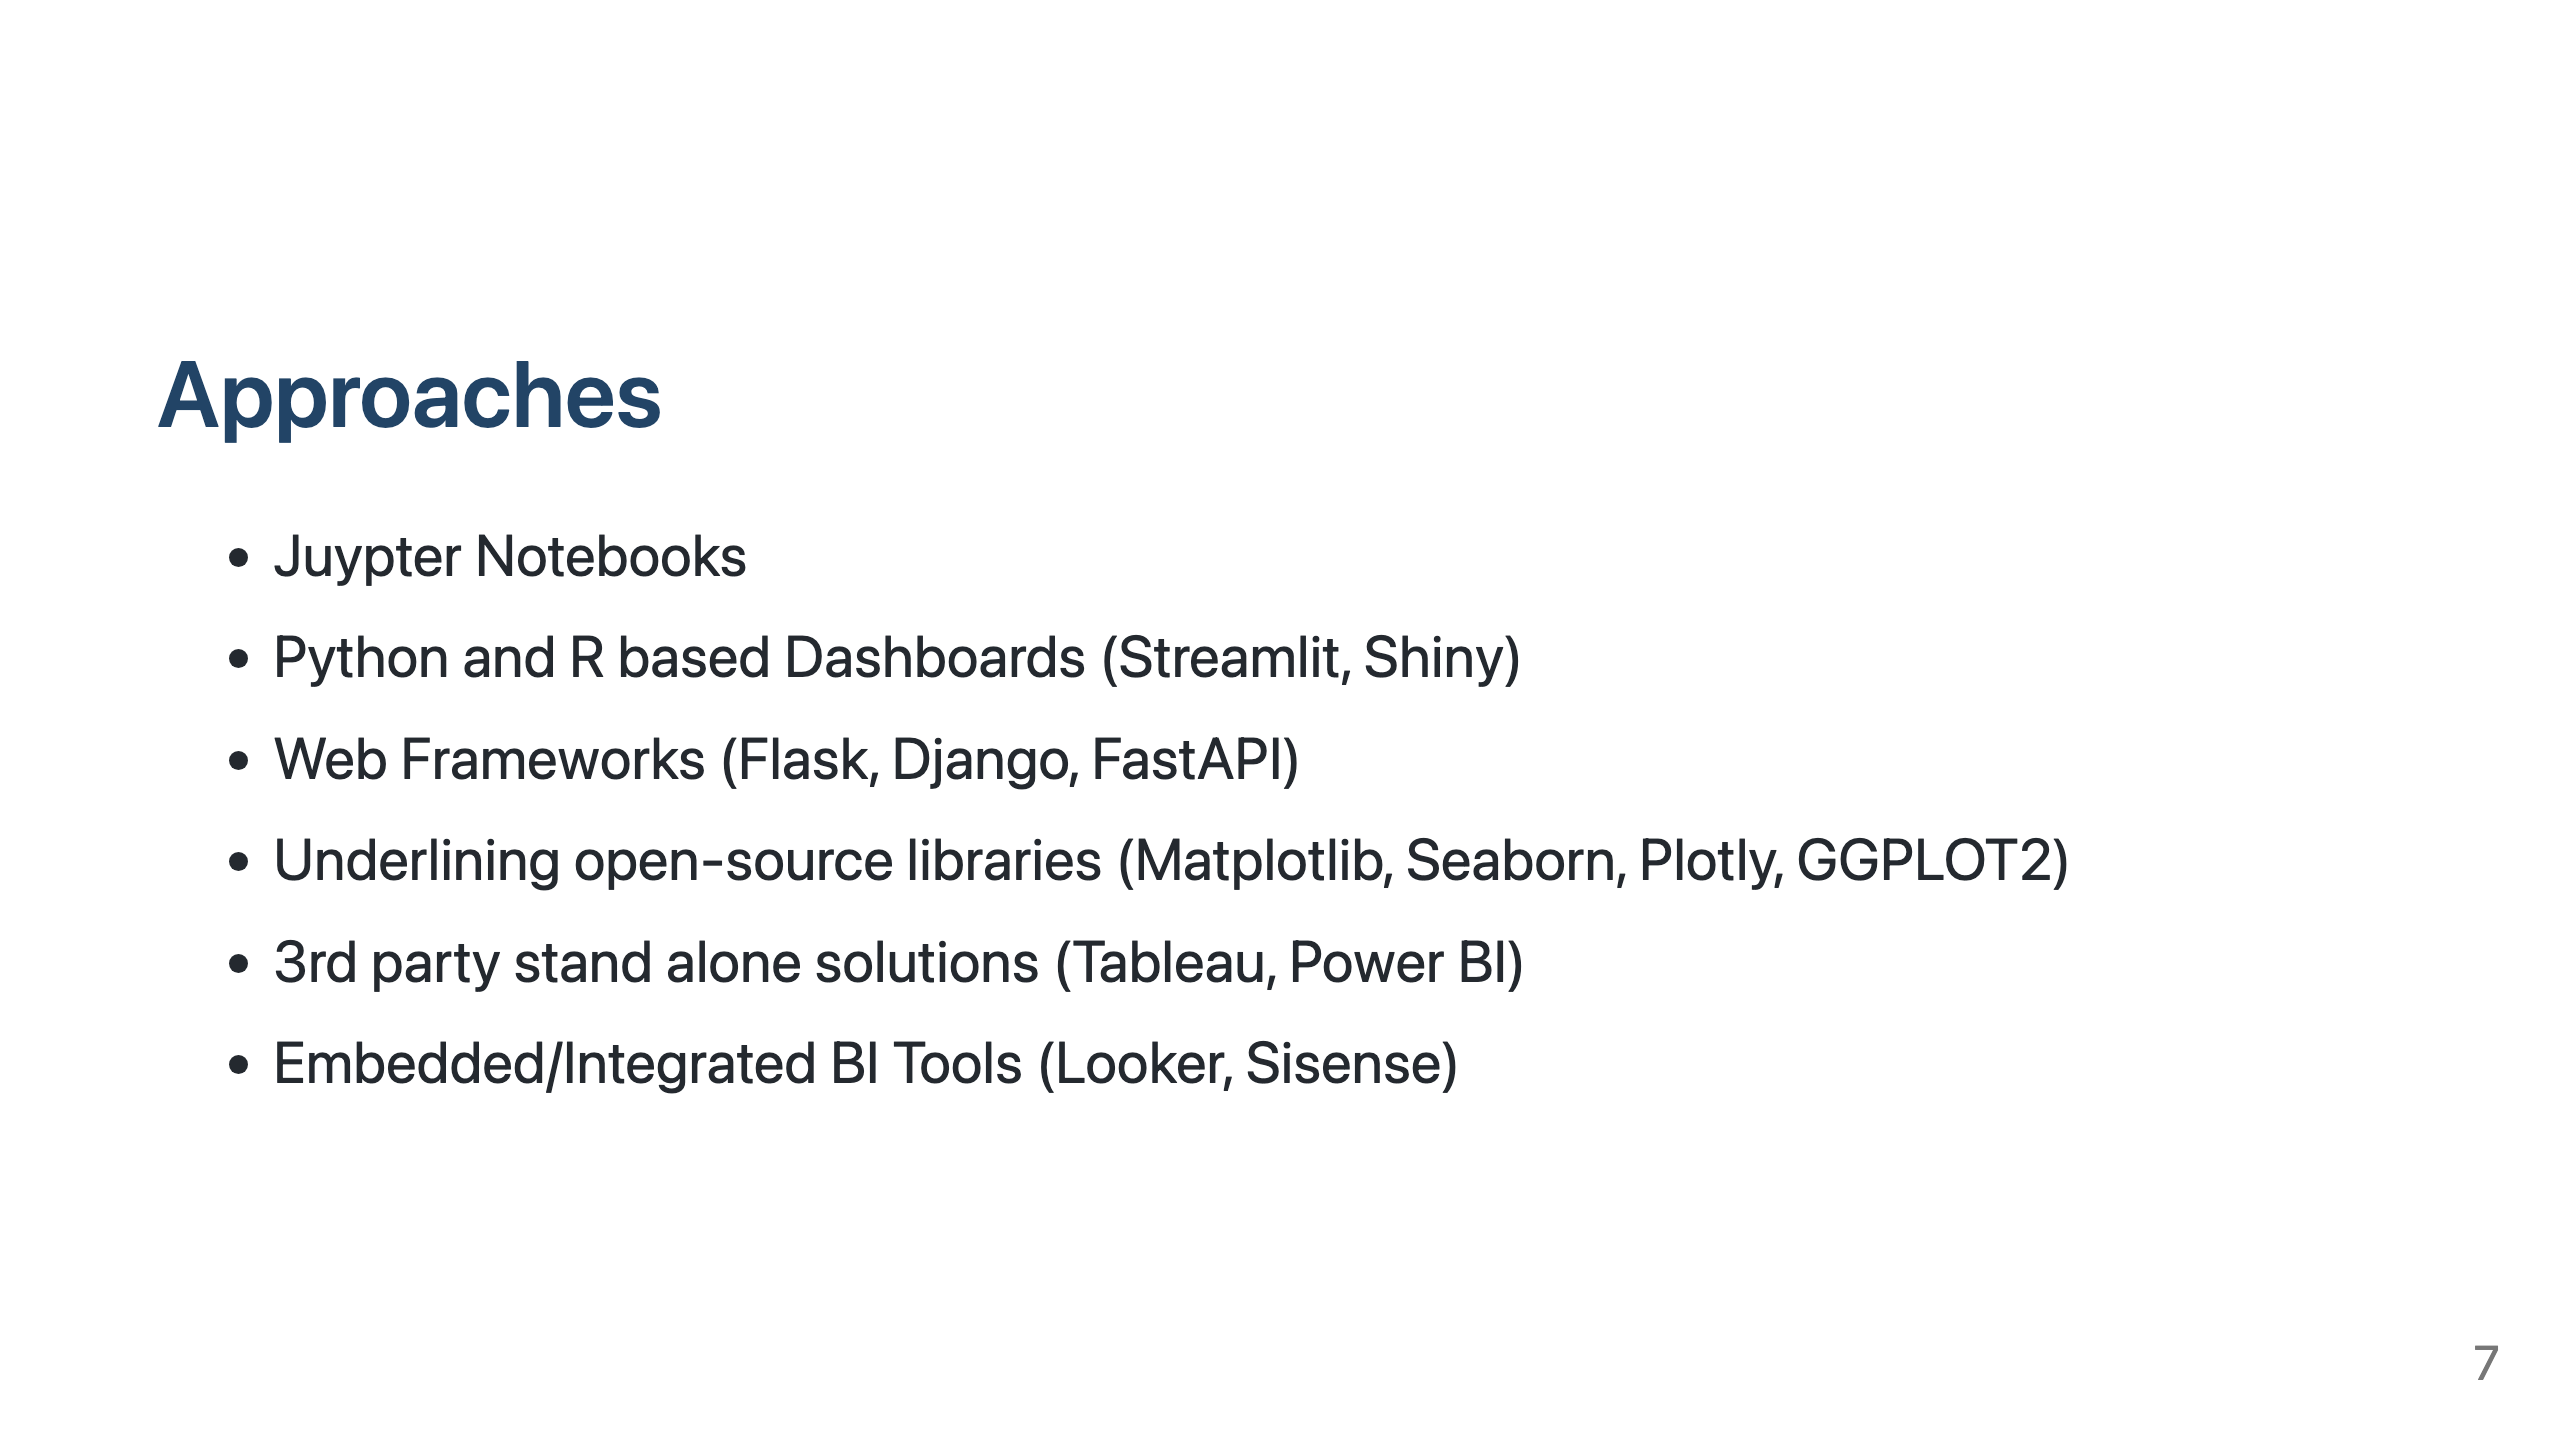 Approaches
• Juypter Notebooks
• Python and R based Dashboards (Streamlit, Shiny)
• Web Frameworks (Flask, Django, FastAPI)
• Underlining open-source libraries (Matplotlib, Seaborn, Plotly, GGPLOT2)
• 3rd party stand alone solutions (Tableau, Power BI)
• Embedded/Integrated BI Tools (Looker, Sisense)
7